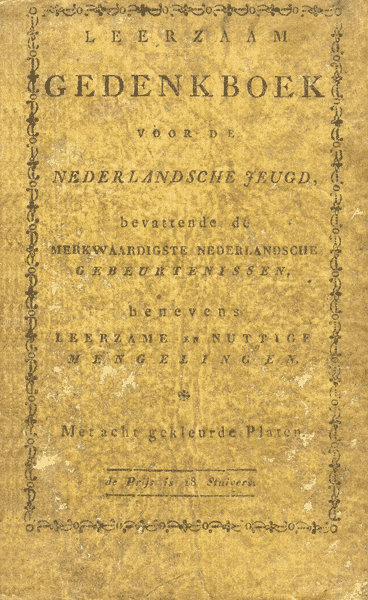 LEERZAAM
GEDENKBOEK
VOOR DE
NEDERLANDSCHE JEUGD,
bevattende de
MERKWAARDIGSTE NEDERLANDSCHE
GEBEURTENISSEN,
benevens
LEERZAME EN NUTTIGE
MENGELINGEN.
Met acht gekleurde Platen.
de Prijs is 28 Stuivers.